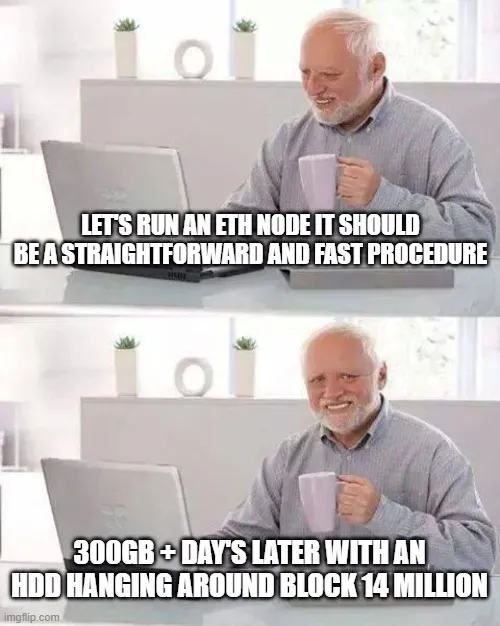 LET'S RUN AN ETH NODE IT SHOULD
BE A STRAIGHTFORWARD AND FAST PROCEDURE
300GB + DAY'S LATER WITH AN
HDD HANGING AROUND BLOCK 14 MILLION
imgflip.com